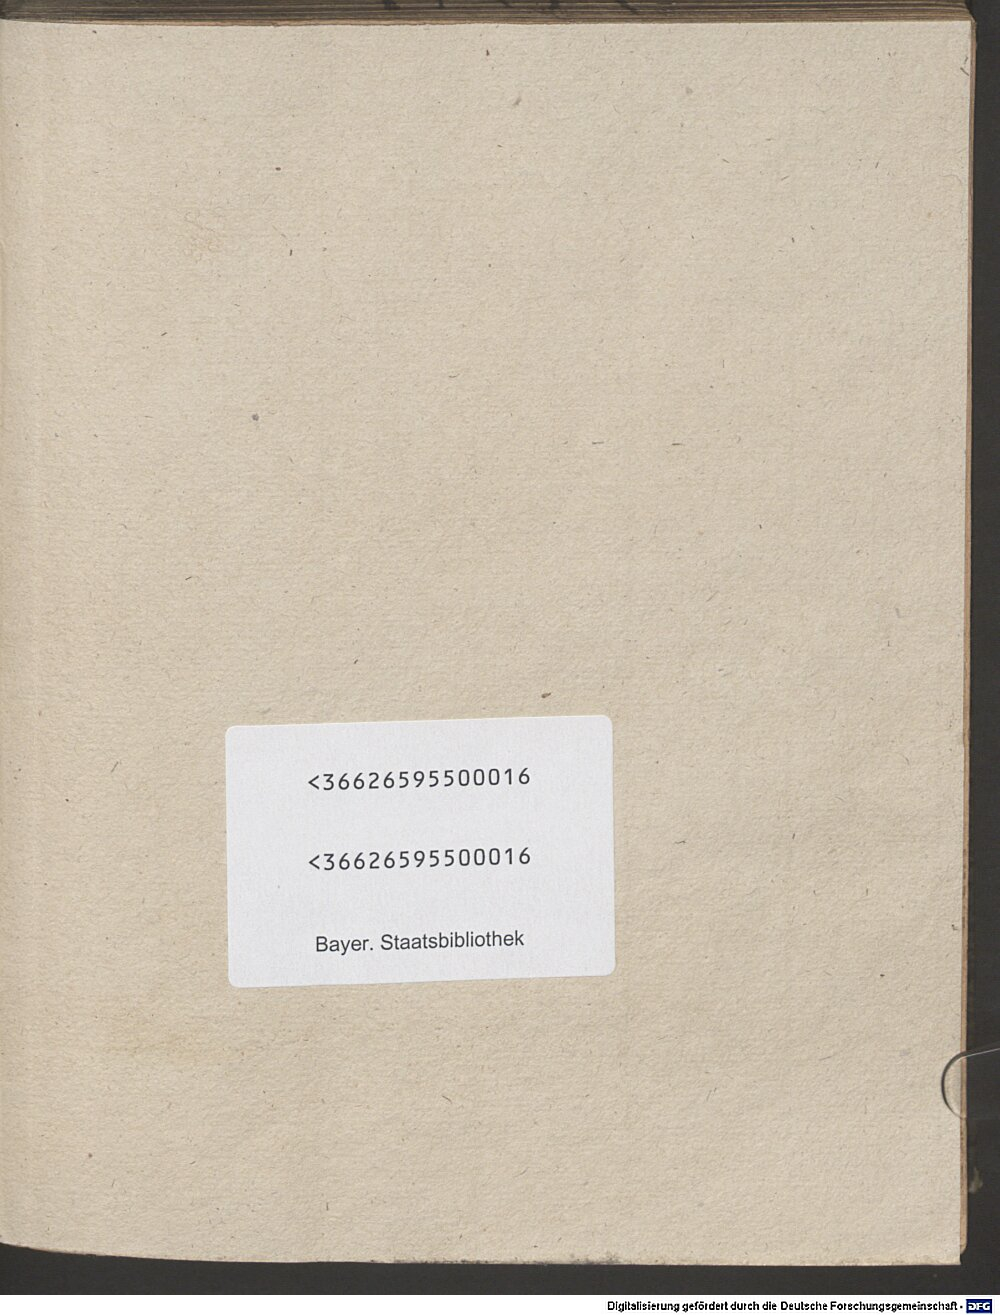 <36626595500016
<36626595500016
Bayer. Staatsbibliothek
Digitalisierung gefördert durch die Deutsche Forschungsgemeinschaft - DFG